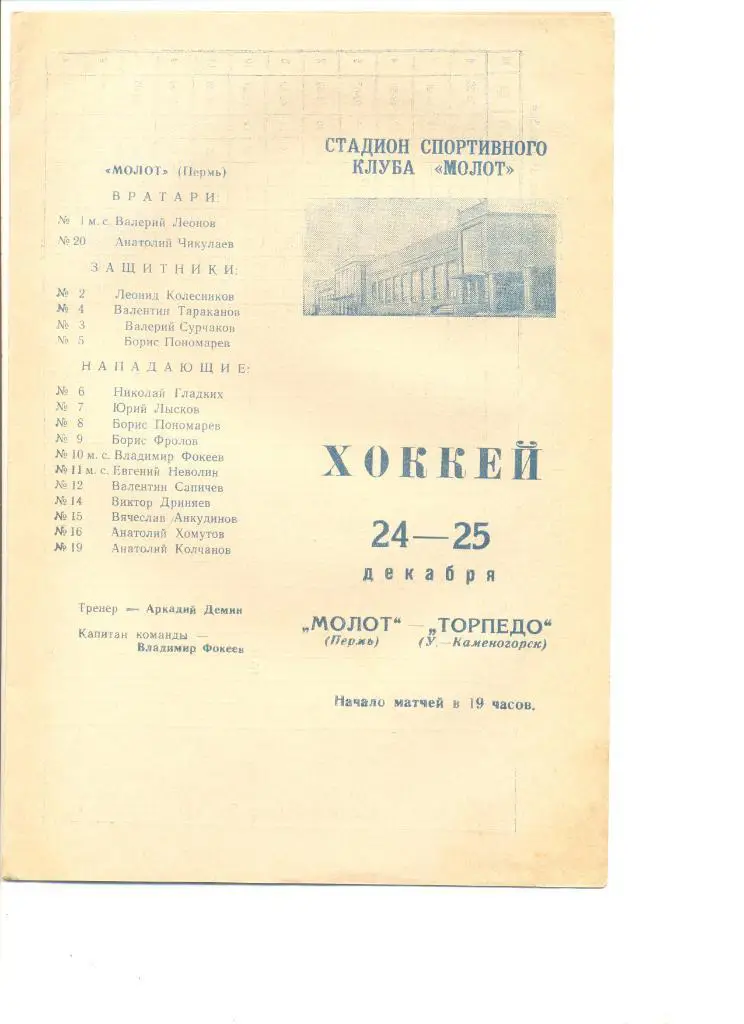 «МОЛОТ» (Пермь)
ВРАТАРИ:
№ 1 м. с. Валерий Леонов
№ 20 Анатолий Чикулаев
ЗАЩИТНИКИ:
№ 2 Леонид Колесников
№ 4 Валентин Тараканов
№ 3 Валерий Сурчаков
№ 5 Борис Пономарев
НАПАДАЮЩИЕ:
№ 6 Николай Гладких
№ 7 Юрий Лысков
№ 8 Борис Пономарев
№ 9 Борис Фролов
№ 10 м. с. Владимир Фокеев
№ 11 м. с. Евгений Неволин
№ 12 Валентин Сапичев
№ 14 Виктор Дриняев
№ 15 Вячеслав Анкудинов
№ 16 Анатолий Хомутов
№ 19 Анатолий Колчанов
Тренер — Аркадий Демин
Капитан команды —
Владимир Фокеев
СТАДИОН СПОРТИВНОГО
КЛУБА «МОЛОТ»
ХОККЕЙ
24—25
декабря
„МОЛОТ“ — „ТОРПЕДО“
(Пермь) (У.—Каменогорск)
Начало матчей в 19 часов.